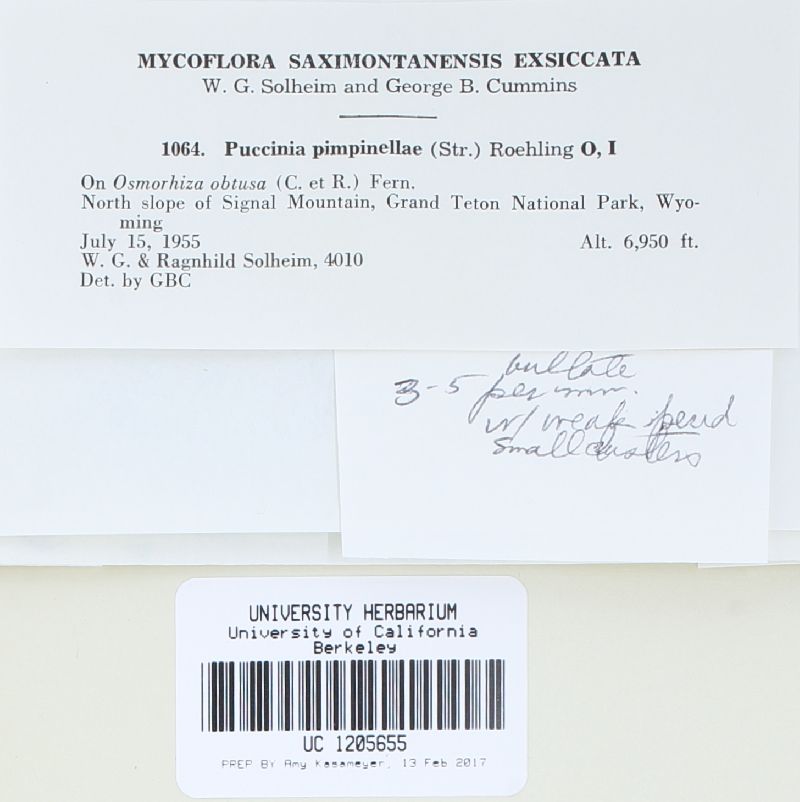 MYCOFLORA SAXIMONTANENSIS EXSICCATA
W. G. Solheim and George B. Cummins
1064. Puccinia pimpinellae (Str.) Roehling O, I
On Osmorhiza obtusa (C. et R.) Fern.
North slope of Signal Mountain, Grand Teton National Park, Wyo-
ming
July 15, 1955 Alt. 6,950 ft.
W. G. & Ragnhild Solheim, 4010
Det. by GBC
bullate
3-5 per mm.
w/ weak
small clusters
UNIVERSITY HERBARIUM
University of California
Berkeley
UC 1205655
PREP BY Amy Kasameyer, 13 Feb 2017